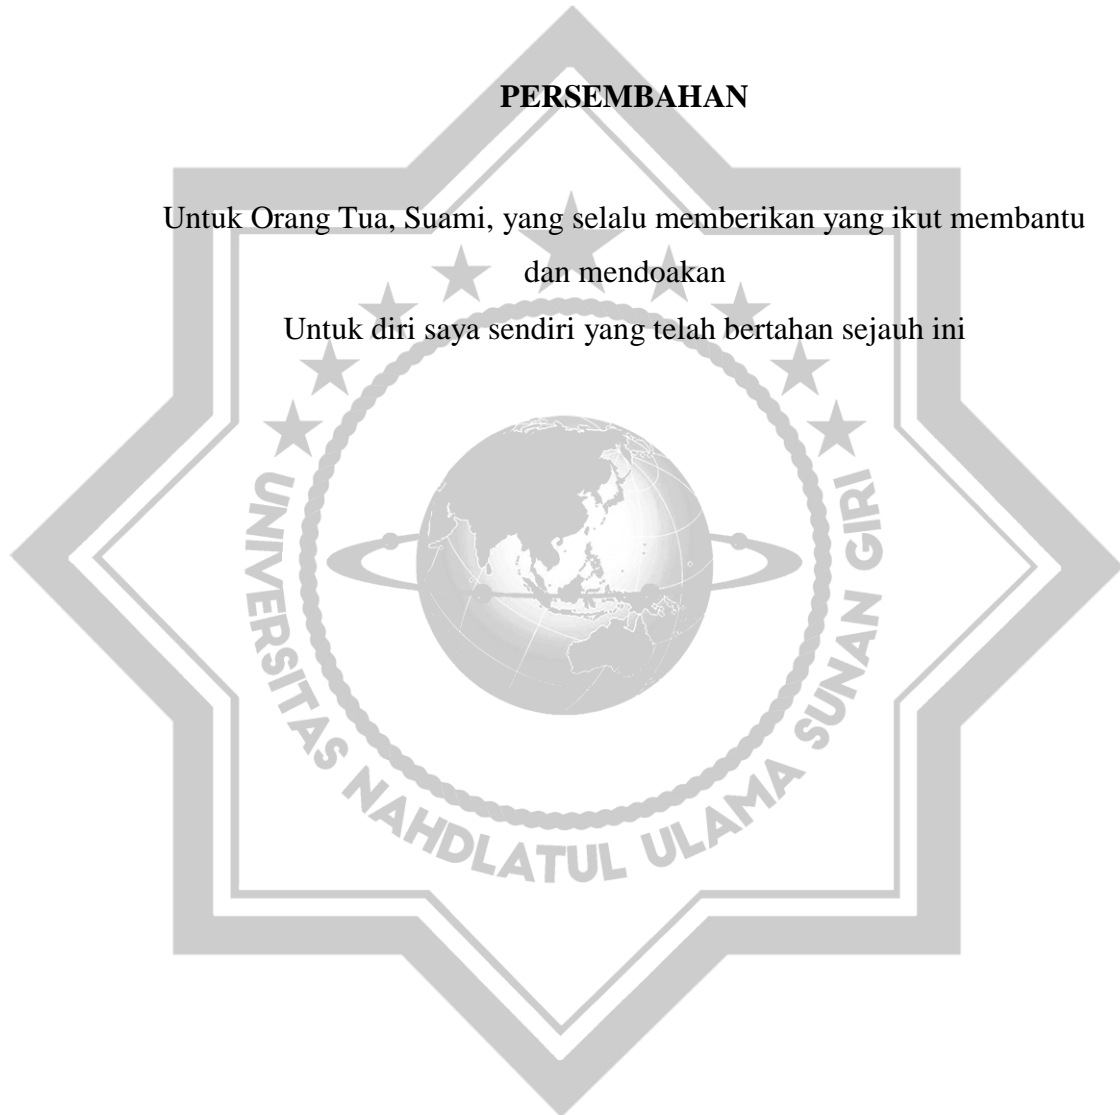 PERSEMBAHAN
Untuk Orang Tua, Suami, yang selalu memberikan yang ikut membantu
dan mendoakan
Untuk diri saya sendiri yang telah bertahan sejauh ini
UNIVERSITAS NAHDLATUL ULAMA SUNAN GIRI